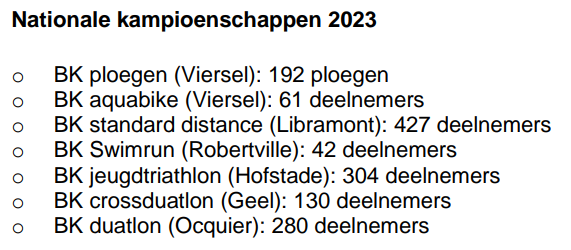 Nationale kampioenschappen 2023
o BK ploegen (Viersel): 192 ploegen
o BK aquabike (Viersel): 61 deelnemers
o BK standard distance (Libramont): 427 deelnemers
o BK Swimrun (Robertville): 42 deelnemers
o BK jeugdtriathlon (Hofstade): 304 deelnemers
o BK crossduatlon (Geel): 130 deelnemers
o BK duatlon (Ocquier): 280 deelnemers